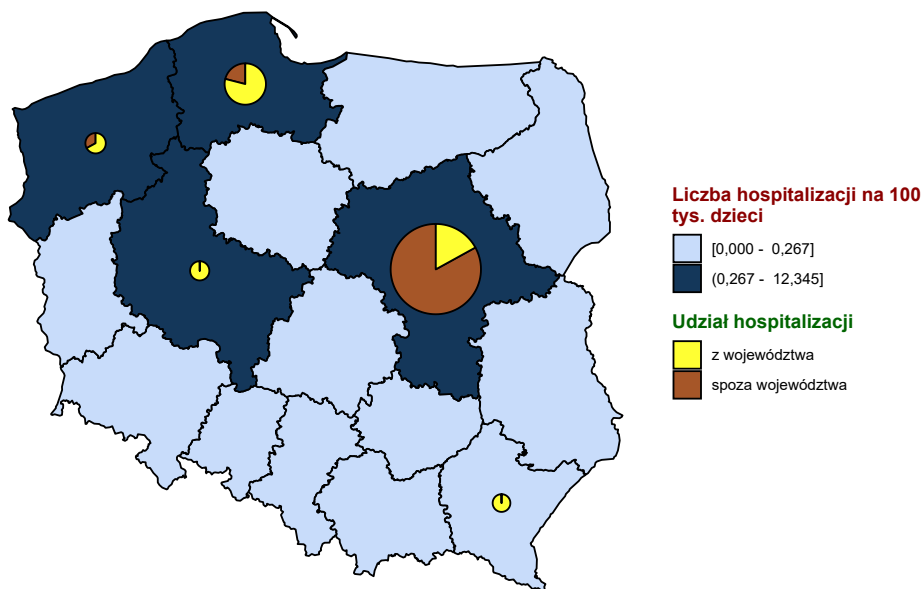 Liczba hospitalizacji na 100
tys. dzieci
[0,000 - 0,267]
(0,267 - 12,345]
Udział hospitalizacji
z województwa
spoza województwa